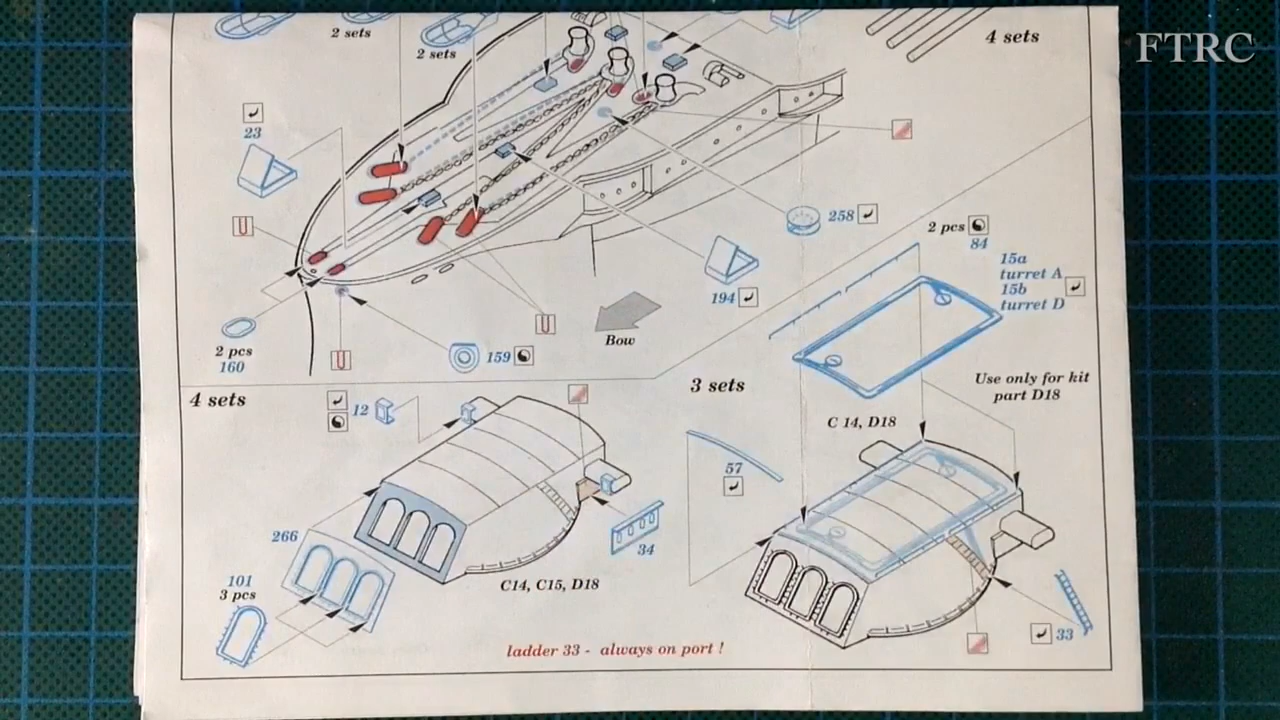 FTRC
2 sets
2 sets
4 sets
23
U
258
2 pcs
84
15a
turret A
15b
turret D
194
U
Bow
2 pcs
160
U
159
4 sets
3 sets
Use only for kit
part D18
12
C 14, D18
57
266
34
101
3 pcs
C14, C15, D18
33
ladder 33 - always on port !